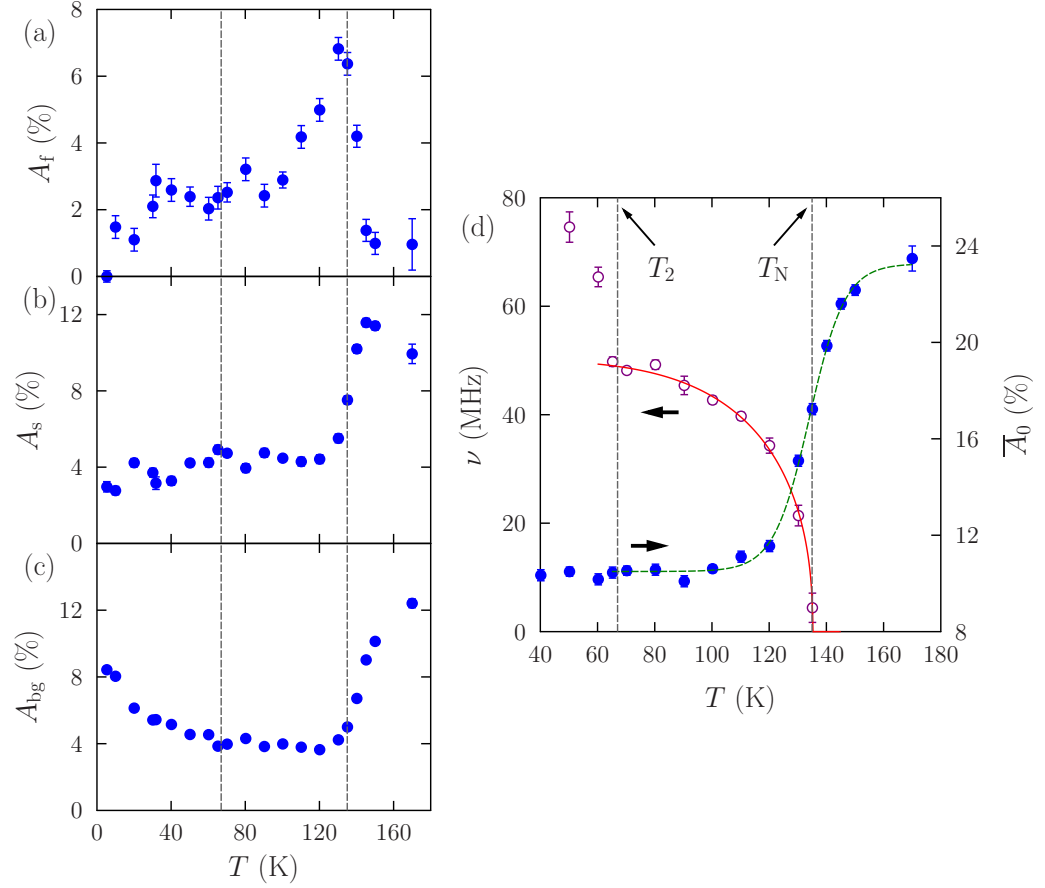 (a)
A_f (%)
8
6
4
2
0
(b)
A_s (%)
12
8
4
0
(c)
A_bg (%)
12
8
4
0
0 40 80 120 160
T (K)
(d)
ν (MHz)
80
60
40
20
0
T_2
T_N
24
20
16
12
8
A̅_0 (%)
40 60 80 100 120 140 160 180
T (K)